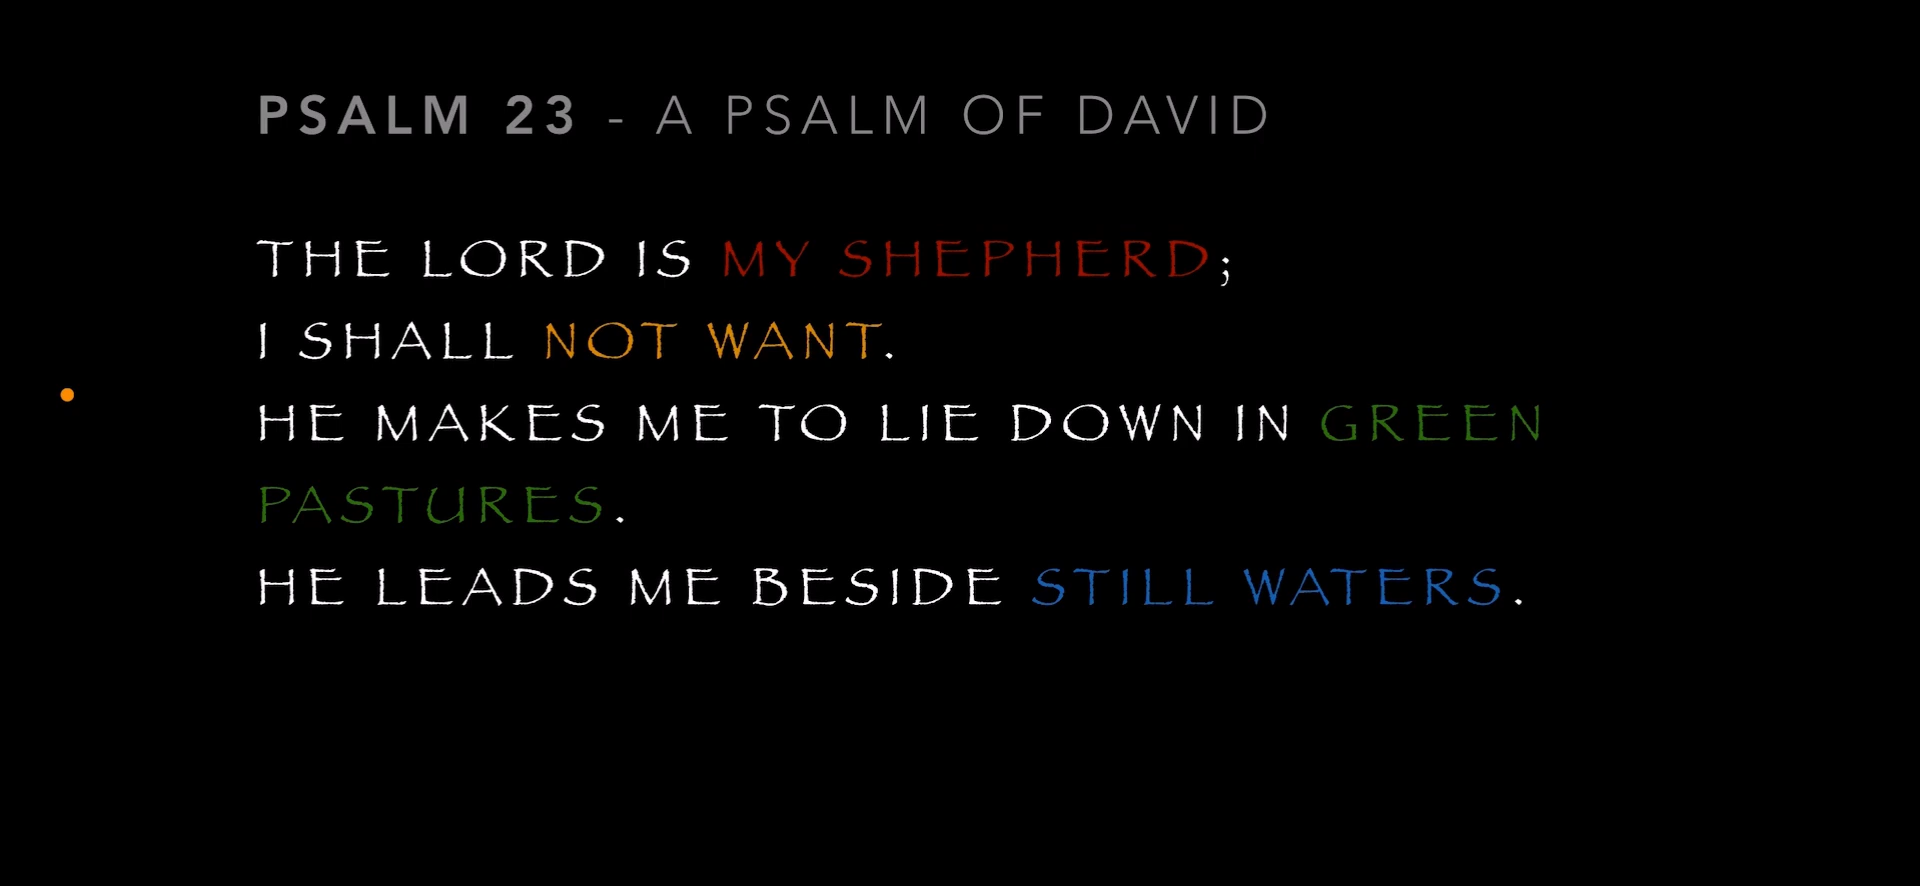 PSALM 23 - A PSALM OF DAVID
THE LORD IS MY SHEPHERD;
I SHALL NOT WANT.
HE MAKES ME TO LIE DOWN IN GREEN
PASTURES.
HE LEADS ME BESIDE STILL WATERS.